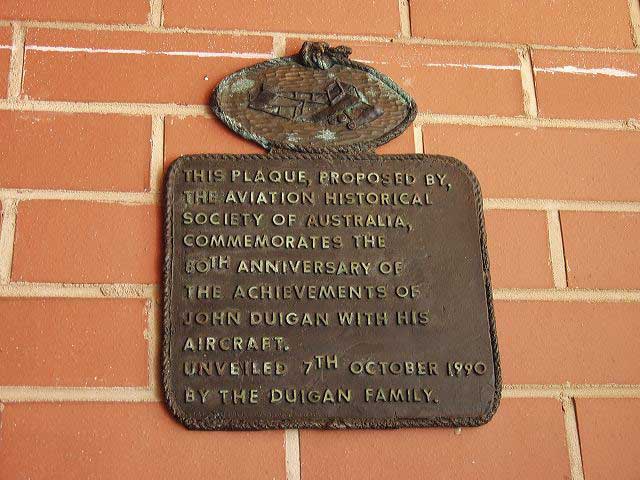 THIS PLAQUE, PROPOSED BY,
THE AVIATION HISTORICAL
SOCIETY OF AUSTRALIA,
COMMEMORATES THE
80TH ANNIVERSARY OF
THE ACHIEVEMENTS OF
JOHN DUIGAN WITH HIS
AIRCRAFT.
UNVEILED 7TH OCTOBER 1990
BY THE DUIGAN FAMILY.